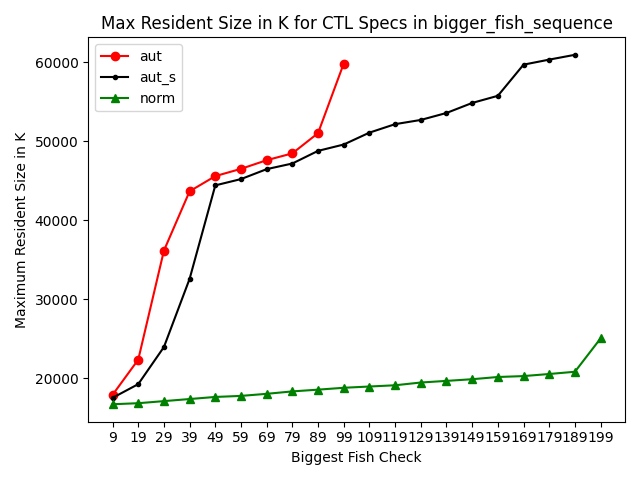 Max Resident Size in K for CTL Specs in bigger_fish_sequence
aut
aut_s
norm
Maximum Resident Size in K
60000
50000
40000
30000
20000
9 19 29 39 49 59 69 79 89 99 109 119 129 139 149 159 169 179 189 199
Biggest Fish Check